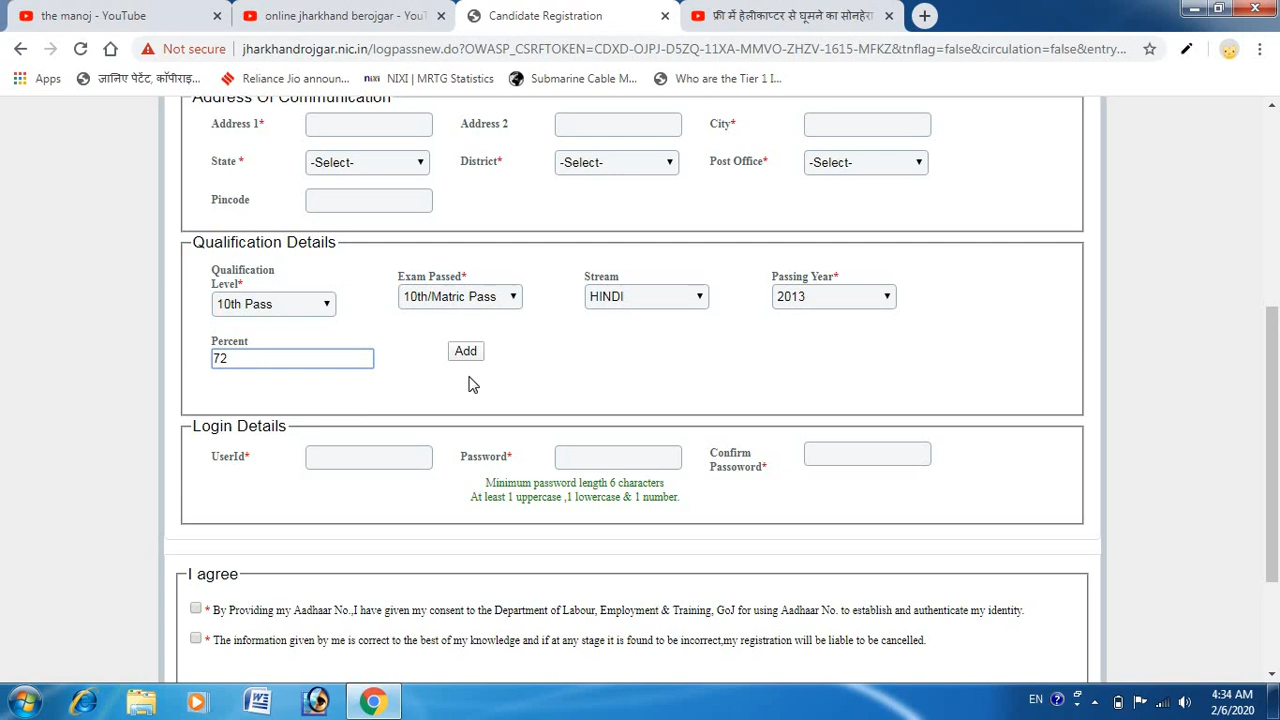 the manoj - YouTube
online jharkhand berojgar - YouT
Candidate Registration
फ्री में हेलीकाप्टर से घूमने का सोनहेरा
Not secure
jharkhandrojgar.nic.in/logpassnew.do?OWASP_CSRFTOKEN=CDXD-OJPJ-D5ZQ-11XA-MMVO-ZHZV-1615-MFKZ&tnflag=false&circulation=false&entry...
Apps
जानिए पेटेंट, कॉपीराइ...
Reliance Jio announ...
nixi NIXI | MRTG Statistics
Submarine Cable M...
Who are the Tier 1 I...
Address Of Communication
Address 1* Address 2 City*
State * -Select- District* -Select- Post Office* -Select-
Pincode
Qualification Details
Qualification
Level* 10th Pass
Exam Passed* 10th/Matric Pass
Stream HINDI
Passing Year* 2013
Percent
72
Add
Login Details
UserId* Password* Confirm
Passoword*
Minimum password length 6 characters
At least 1 uppercase ,1 lowercase & 1 number.
I agree
* By Providing my Aadhaar No.,I have given my consent to the Department of Labour, Employment & Training, GoJ for using Aadhaar No. to establish and authenticate my identity.
* The information given by me is correct to the best of my knowledge and if at any stage it is found to be incorrect,my registration will be liable to be cancelled.
EN
4:34 AM
2/6/2020